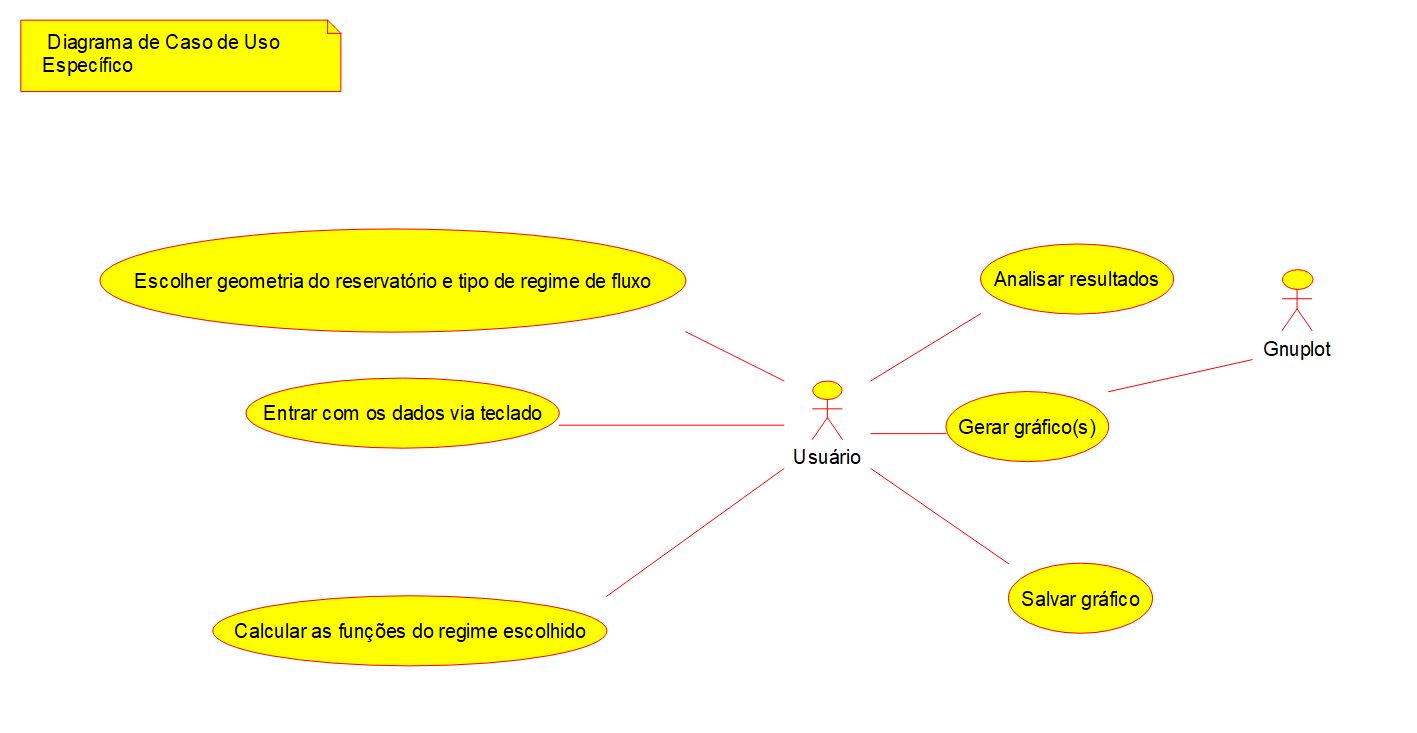 Diagrama de Caso de Uso
Específico
Escolher geometria do reservatório e tipo de regime de fluxo
Analisar resultados
Gnuplot
Entrar com os dados via teclado
Gerar gráfico(s)
Usuário
Salvar gráfico
Calcular as funções do regime escolhido